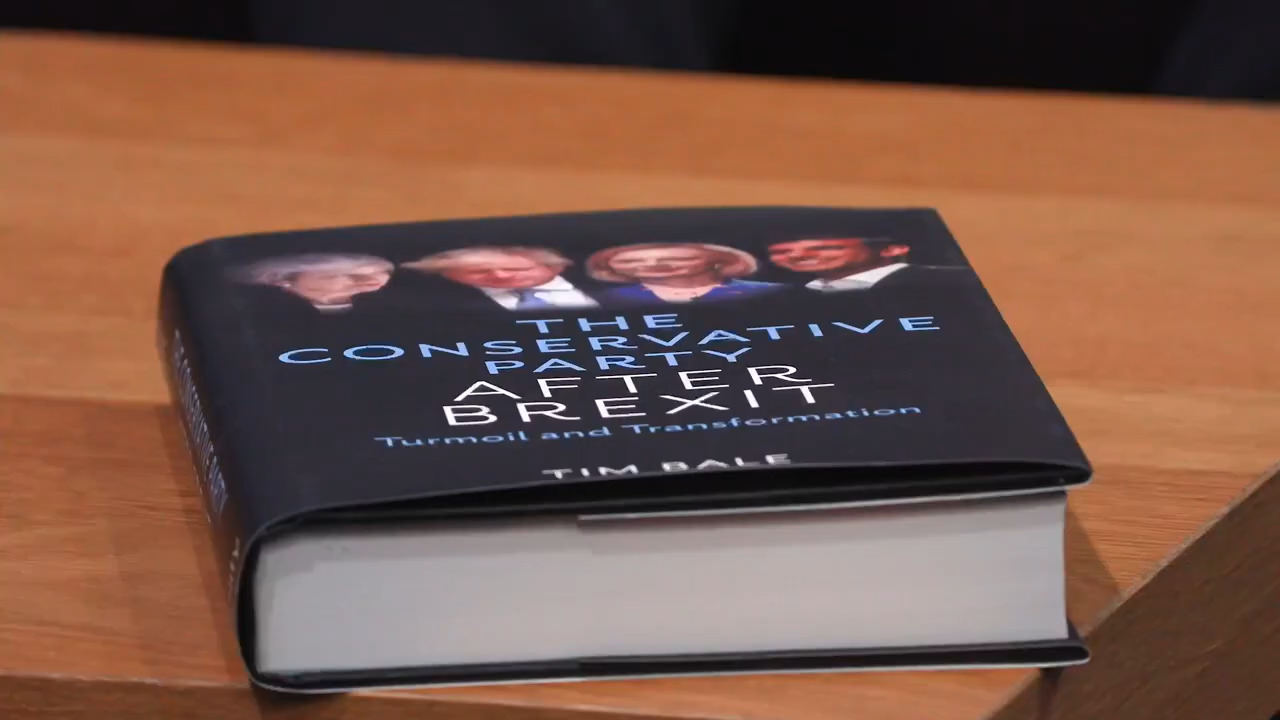 THE
CONSERVATIVE
PARTY
AFTER
BREXIT
Turmoil and Transformation
TIM BALE